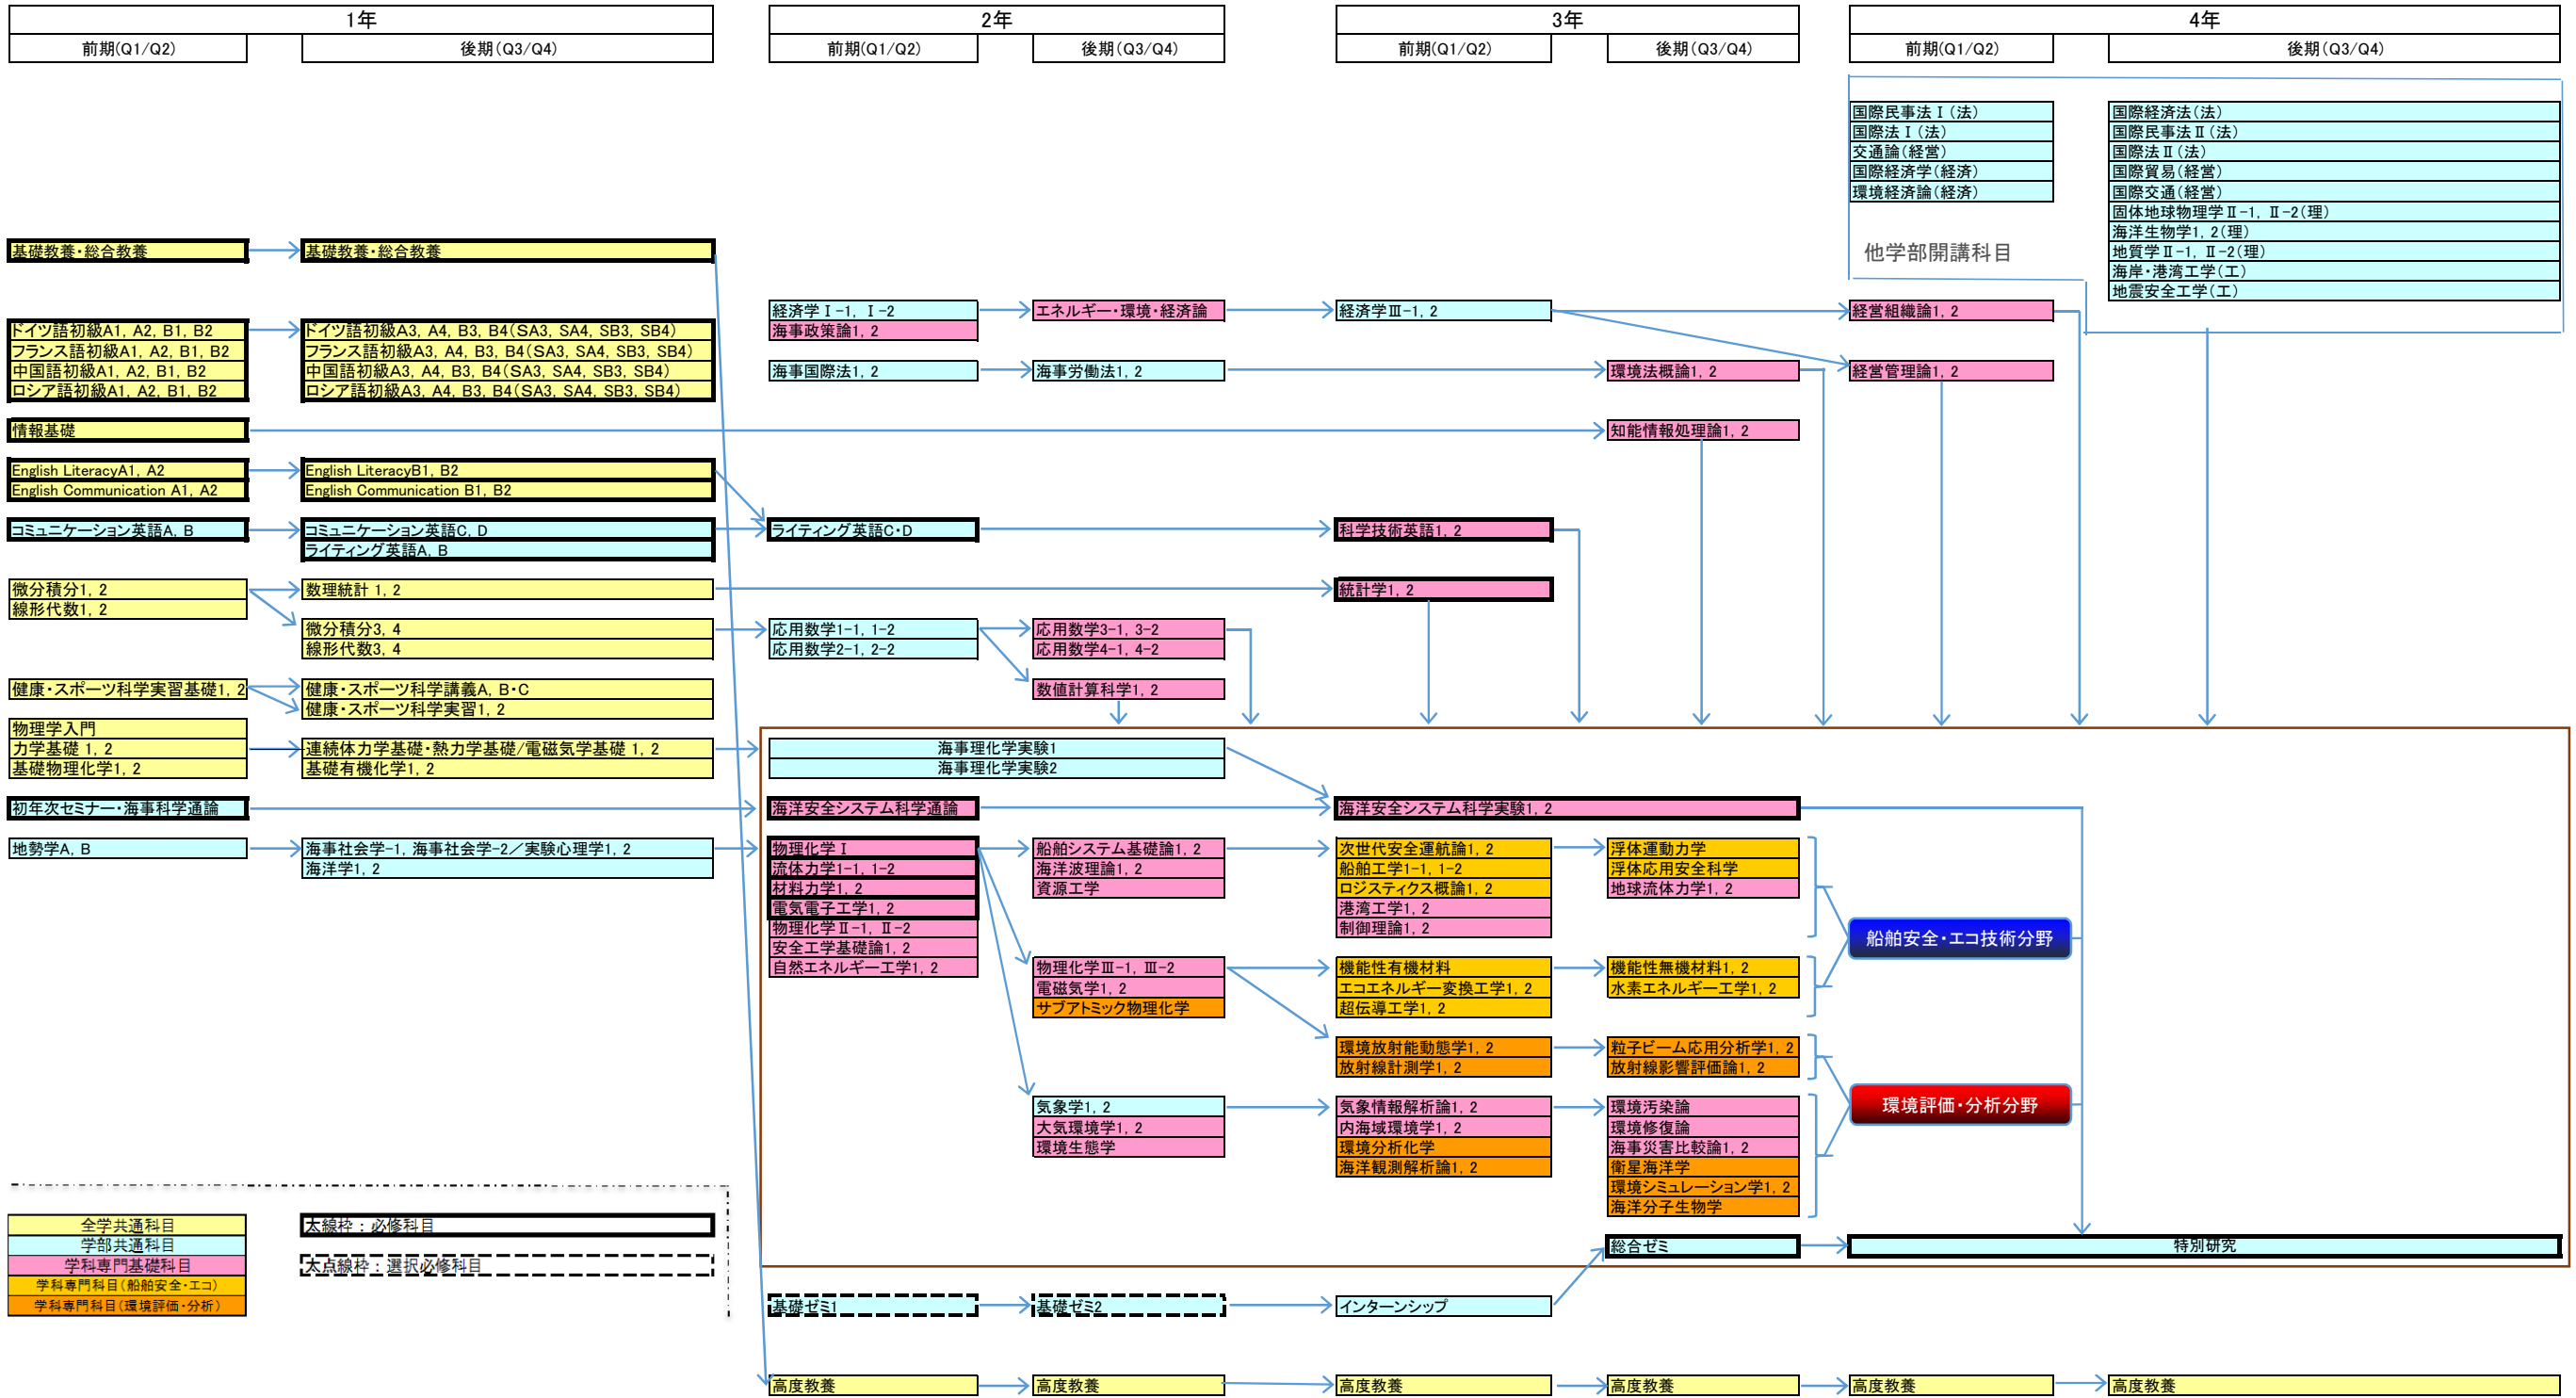 1年
2年
3年
4年
前期(Q1/Q2)
後期(Q3/Q4)
前期(Q1/Q2)
後期(Q3/Q4)
前期(Q1/Q2)
後期(Q3/Q4)
前期(Q1/Q2)
後期(Q3/Q4)
国際民事法Ⅰ(法)
国際法Ⅰ(法)
交通論(経営)
国際経済学(経済)
環境経済論(経済)
他学部開講科目
国際経済法(法)
国際民事法Ⅱ(法)
国際法Ⅱ(法)
国際貿易(経営)
国際交通(経営)
固体地球物理学Ⅱ-1, Ⅱ-2(理)
海洋生物学1, 2(理)
地質学Ⅱ-1, Ⅱ-2(理)
海岸・港湾工学(工)
地震安全工学(工)
基礎教養・総合教養
基礎教養・総合教養
経済学Ⅰ-1, Ⅰ-2
海事政策論1, 2
エネルギー・環境・経済論
経済学Ⅲ-1, 2
経営組織論1, 2
ドイツ語初級A1, A2, B1, B2
フランス語初級A1, A2, B1, B2
中国語初級A1, A2, B1, B2
ロシア語初級A1, A2, B1, B2
ドイツ語初級A3, A4, B3, B4(SA3, SA4, SB3, SB4)
フランス語初級A3, A4, B3, B4(SA3, SA4, SB3, SB4)
中国語初級A3, A4, B3, B4(SA3, SA4, SB3, SB4)
ロシア語初級A3, A4, B3, B4(SA3, SA4, SB3, SB4)
海事国際法1, 2
海事労働法1, 2
環境法概論1, 2
経営管理論1, 2
情報基礎
知能情報処理論1, 2
English LiteracyA1, A2
English Communication A1, A2
English LiteracyB1, B2
English Communication B1, B2
コミュニケーション英語A, B
コミュニケーション英語C, D
ライティング英語A, B
ライティング英語C・D
科学技術英語1, 2
微分積分1, 2
線形代数1, 2
数理統計 1, 2
統計学1, 2
微分積分3, 4
線形代数3, 4
応用数学1-1, 1-2
応用数学2-1, 2-2
応用数学3-1, 3-2
応用数学4-1, 4-2
健康・スポーツ科学実習基礎1, 2
健康・スポーツ科学講義A, B・C
健康・スポーツ科学実習1, 2
数値計算科学1, 2
物理学入門
力学基礎 1, 2
基礎物理化学1, 2
連続体力学基礎・熱力学基礎/電磁気学基礎 1, 2
基礎有機化学1, 2
海事理化学実験1
海事理化学実験2
初年次セミナー・海事科学通論
海洋安全システム科学通論
海洋安全システム科学実験1, 2
地勢学A, B
海事社会学-1, 海事社会学-2／実験心理学1, 2
海洋学1, 2
物理化学Ⅰ
流体力学1-1, 1-2
材料力学1, 2
電気電子工学1, 2
物理化学Ⅱ-1, Ⅱ-2
安全工学基礎論1, 2
自然エネルギー工学1, 2
船舶システム基礎論1, 2
海洋波理論1, 2
資源工学
次世代安全運航論1, 2
船舶工学1-1, 1-2
ロジスティクス概論1, 2
港湾工学1, 2
制御理論1, 2
浮体運動力学
浮体応用安全科学
地球流体力学1, 2
船舶安全・エコ技術分野
物理化学Ⅲ-1, Ⅲ-2
電磁気学1, 2
サブアトミック物理化学
機能性有機材料
エコエネルギー変換工学1, 2
超伝導工学1, 2
機能性無機材料1, 2
水素エネルギー工学1, 2
環境放射能動態学1, 2
放射線計測学1, 2
粒子ビーム応用分析学1, 2
放射線影響評価論1, 2
環境評価・分析分野
気象学1, 2
大気環境学1, 2
環境生態学
気象情報解析論1, 2
内海域環境学1, 2
環境分析化学
海洋観測解析論1, 2
環境汚染論
環境修復論
海事災害比較論1, 2
衛星海洋学
環境シミュレーション学1, 2
海洋分子生物学
全学共通科目
学部共通科目
学科専門基礎科目
学科専門科目(船舶安全・エコ)
学科専門科目(環境評価・分析)
太線枠：必修科目
太点線枠：選択必修科目
総合ゼミ
特別研究
基礎ゼミ1
基礎ゼミ2
インターンシップ
高度教養
高度教養
高度教養
高度教養
高度教養
高度教養